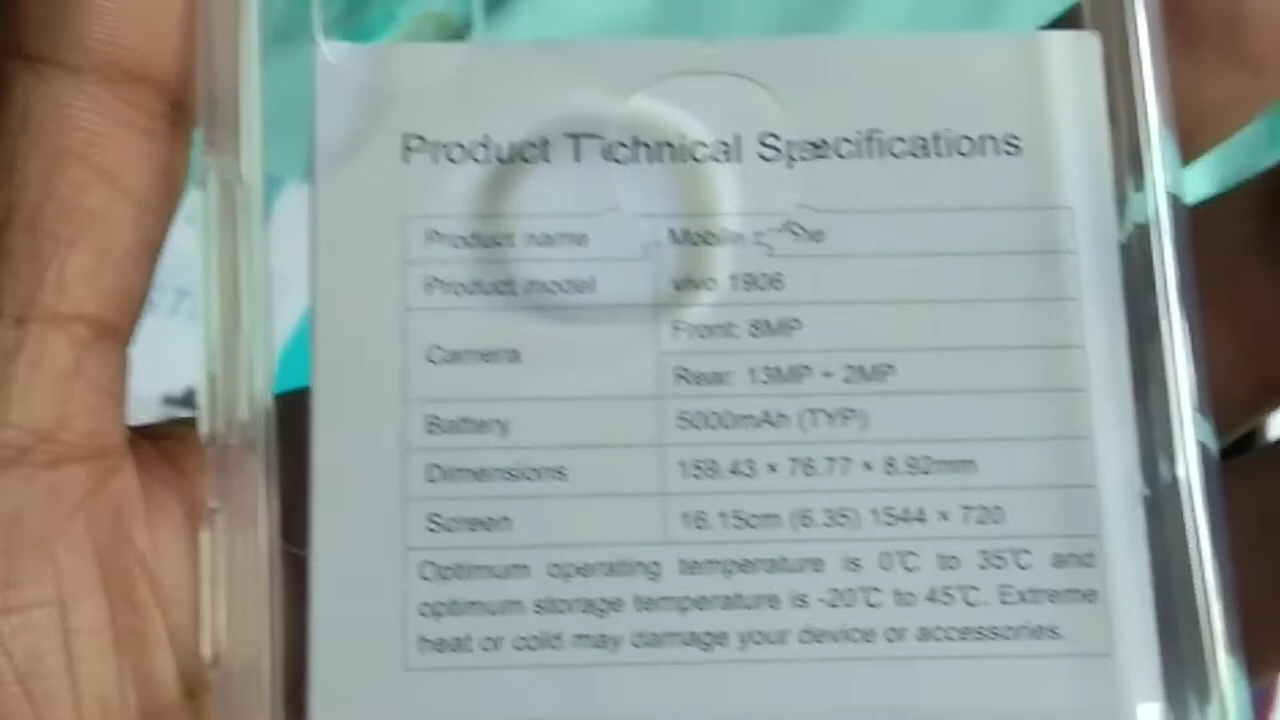 Product Technical Specifications
Product name Mobile phone
Product model vivo 1906
Camera Front: 8MP
Rear: 13MP + 2MP
Battery 5000mAh (TYP)
Dimensions 159.43 × 76.77 × 8.92mm
Screen 16.15cm (6.35) 1544 × 720
Optimum operating temperature is 0℃ to 35℃ and
optimum storage temperature is -20℃ to 45℃. Extreme
heat or cold may damage your device or accessories.